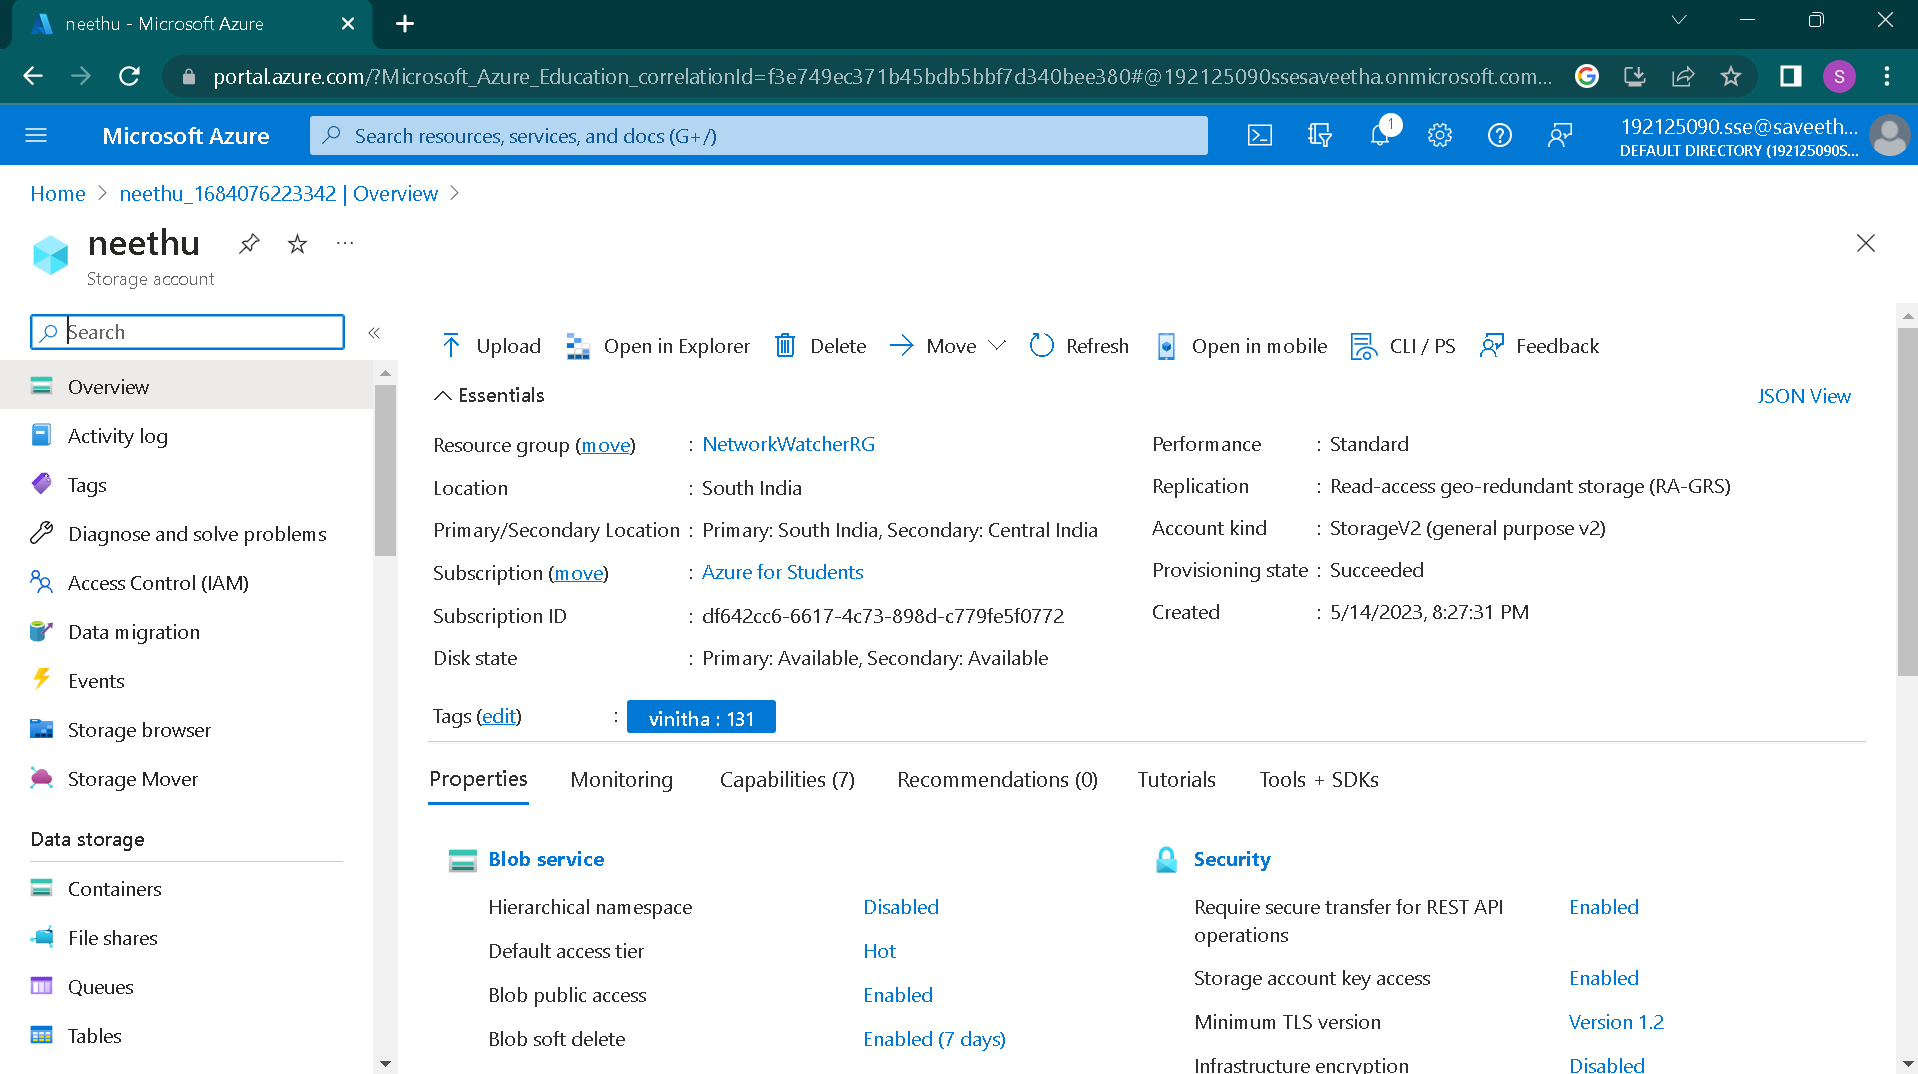 neethu - Microsoft Azure
portal.azure.com/?Microsoft_Azure_Education_correlationId=f3e749ec371b45bdb5bbf7d340bee380#@192125090ssesaveetha.onmicrosoft.com...
S
Microsoft Azure
Search resources, services, and docs (G+/)
1
192125090.sse@saveeth...
DEFAULT DIRECTORY (192125090S...
Home > neethu_1684076223342 | Overview >
neethu
Storage account
Search
Upload Open in Explorer Delete Move Refresh Open in mobile CLI / PS Feedback
Overview
Activity log
Tags
Diagnose and solve problems
Access Control (IAM)
Data migration
Events
Storage browser
Storage Mover
Data storage
Containers
File shares
Queues
Tables
Essentials
JSON View
Resource group (move) : NetworkWatcherRG
Location : South India
Primary/Secondary Location : Primary: South India, Secondary: Central India
Subscription (move) : Azure for Students
Subscription ID : df642cc6-6617-4c73-898d-c779fe5f0772
Disk state : Primary: Available, Secondary: Available
Performance : Standard
Replication : Read-access geo-redundant storage (RA-GRS)
Account kind : StorageV2 (general purpose v2)
Provisioning state : Succeeded
Created : 5/14/2023, 8:27:31 PM
Tags (edit) : vinitha : 131
Properties Monitoring Capabilities (7) Recommendations (0) Tutorials Tools + SDKs
Blob service
Hierarchical namespace Disabled
Default access tier Hot
Blob public access Enabled
Blob soft delete Enabled (7 days)
Security
Require secure transfer for REST API Enabled
operations
Storage account key access Enabled
Minimum TLS version Version 1.2
Infrastructure encryption Disabled